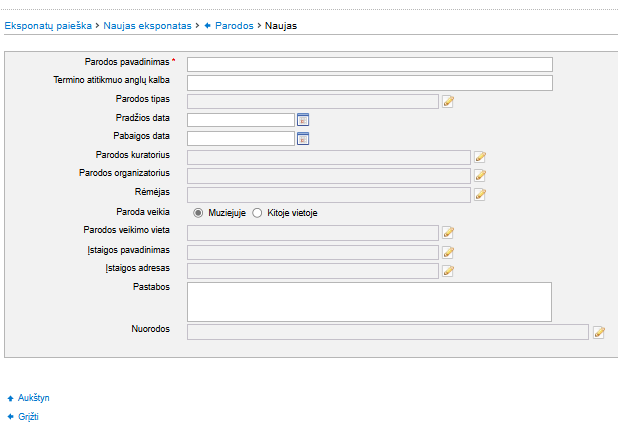 Eksponatų paieška > Naujas eksponatas > Parodos > Naujas
Parodos pavadinimas *
Termino atitikmuo anglų kalba
Parodos tipas
Pradžios data
Pabaigos data
Parodos kuratorius
Parodos organizatorius
Rėmėjas
Paroda veikia Muziejuje Kitoje vietoje
Parodos veikimo vieta
Įstaigos pavadinimas
Įstaigos adresas
Pastabos
Nuorodos
Aukštyn
Grįžti